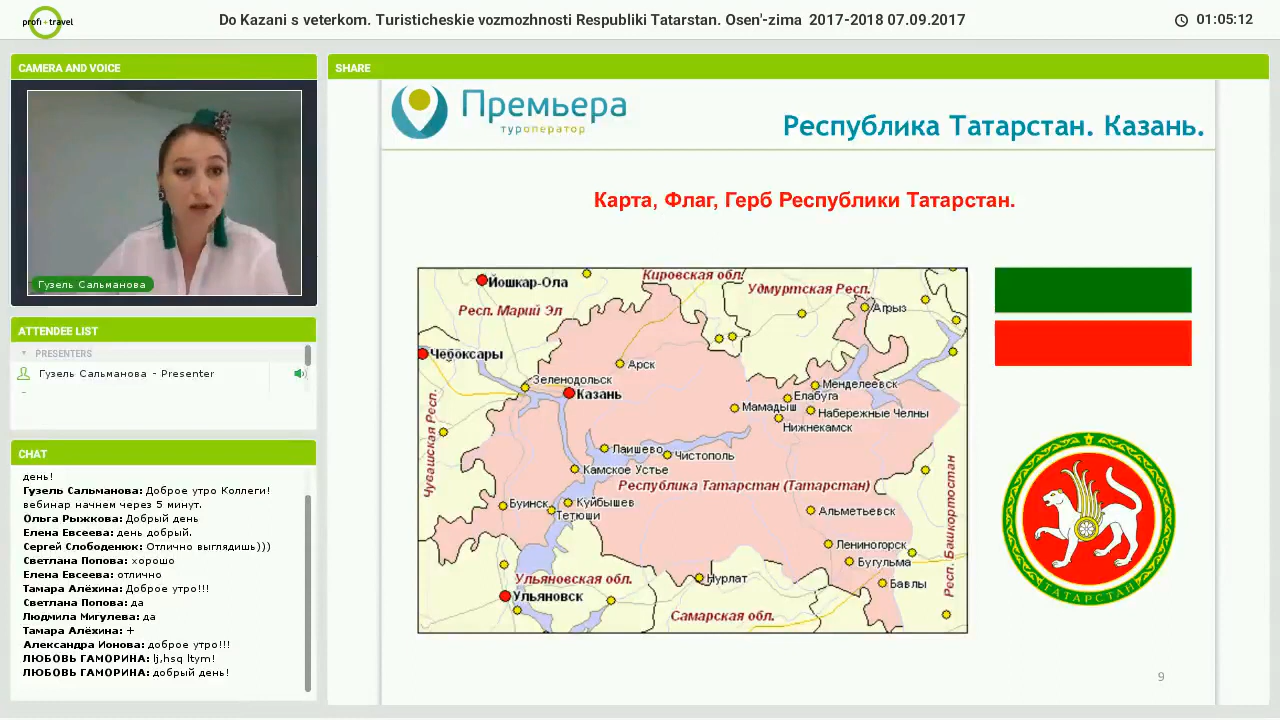 profi travel
Do Kazani s veterkom. Turisticheskie vozmozhnosti Respubliki Tatarstan. Osen'-zima 2017-2018 07.09.2017
01:05:12
CAMERA AND VOICE
Гузель Сальманова
ATTENDEE LIST
PRESENTERS
Гузель Сальманова - Presenter
CHAT
день!
Гузель Сальманова: Доброе утро Коллеги!
вебинар начнем через 5 минут.
Ольга Рыжкова: Добрый день
Елена Евсеева: день добрый.
Сергей Слободенюк: Отлично выглядишь)))
Светлана Попова: хорошо
Елена Евсеева: отлично
Тамара Алёхина: Доброе утро!!!
Светлана Попова: да
Людмила Мигулева: да
Тамара Алёхина: +
Александра Ионова: доброе утро!!!
ЛЮБОВЬ ГАМОРИНА: lj,hsq ltym!
ЛЮБОВЬ ГАМОРИНА: добрый день!
SHARE
Премьера
туроператор
Республика Татарстан. Казань.
Карта, Флаг, Герб Республики Татарстан.
Кировская обл.
Йошкар-Ола
Удмуртская Респ.
Респ. Марий Эл
Агрыз
Чебоксары
Арск
Зеленодольск
Менделеевск
Казань
Елабуга
Мамадыш
Набережные Челны
Нижнекамск
Чувашская Респ.
Лаишево
Чистополь
Камское Устье
Республика Татарстан (Татарстан)
Буинск
Куйбышев
Тетюши
Альметьевск
Респ. Башкортостан
Лениногорск
Бугульма
Ульяновская обл.
Нурлат
Бавлы
Ульяновск
Самарская обл.
ТАТАРСТАН
9